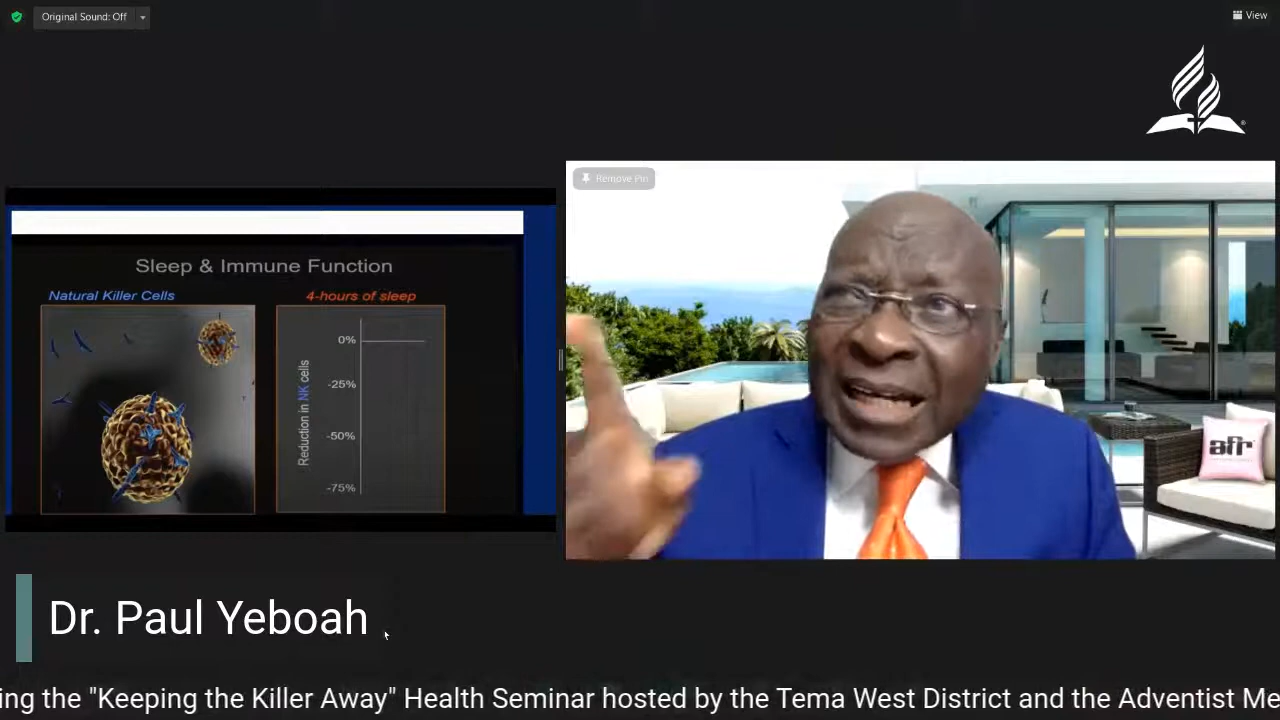 Original Sound: Off
View
Remove Pin
Sleep & Immune Function
Natural Killer Cells
4-hours of sleep
Reduction in NK cells
0%
-25%
-50%
-75%
afr
Dr. Paul Yeboah
ing the "Keeping the Killer Away" Health Seminar hosted by the Tema West District and the Adventist Me